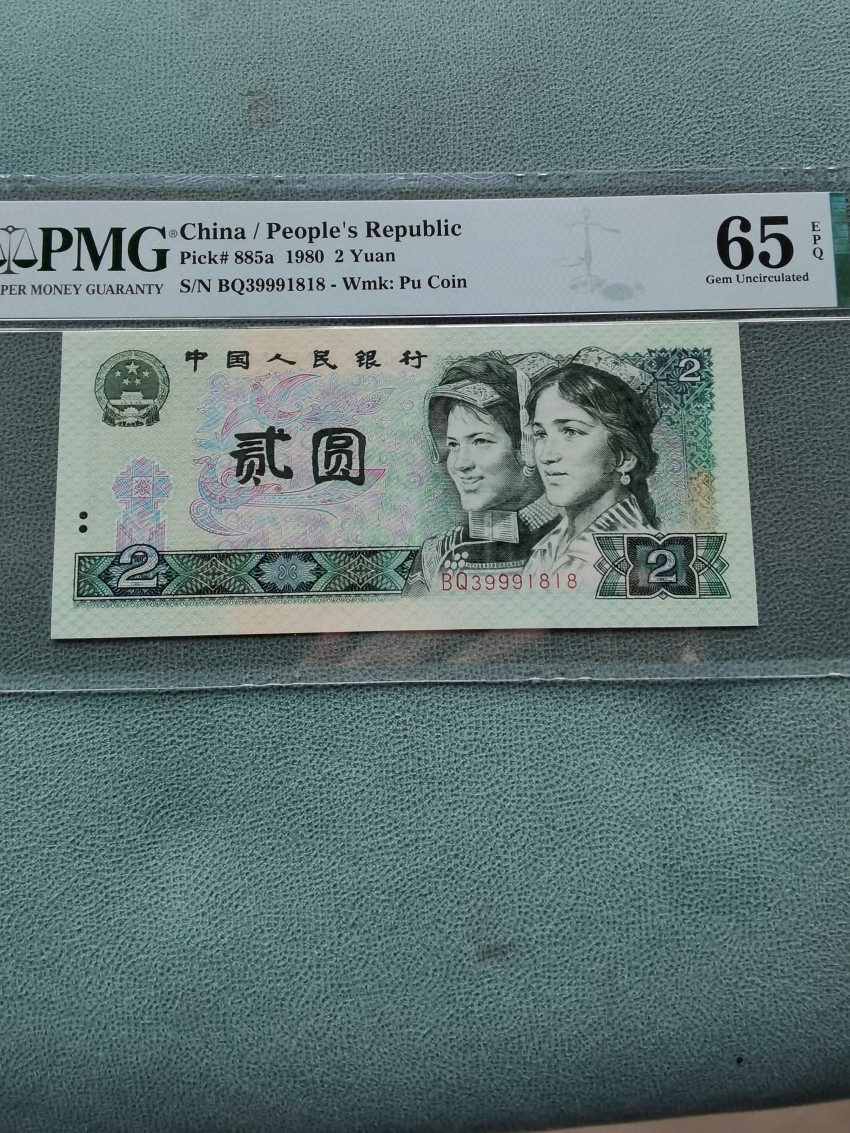 PMG® China / People's Republic
Pick# 885a 1980 2 Yuan
PER MONEY GUARANTY S/N BQ39991818 - Wmk: Pu Coin
65 EPQ
Gem Uncirculated
中国人民银行
2
贰圆
2
BQ39991818
2